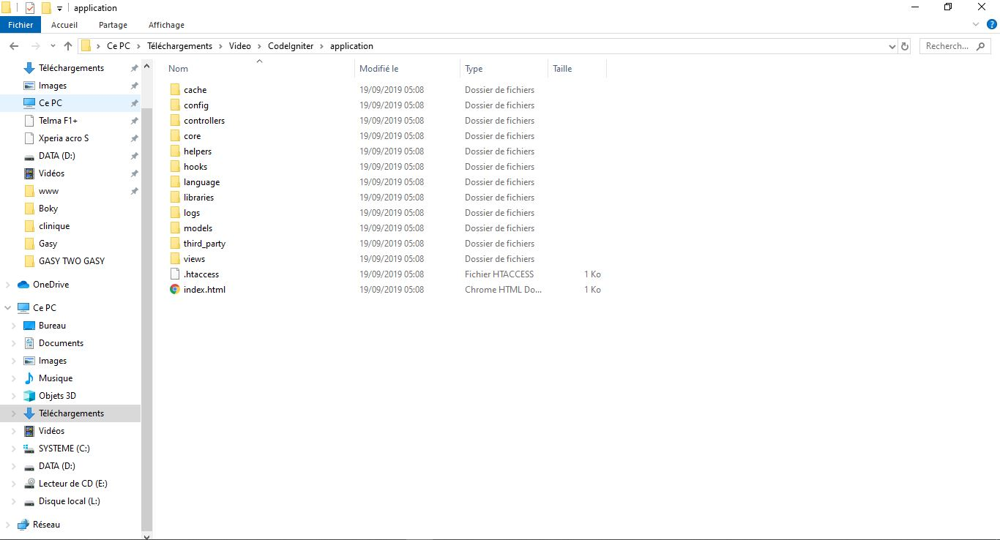 application
Fichier Accueil Partage Affichage
Ce PC Téléchargements Video CodeIgniter application Recherch...
Téléchargements
Images
Ce PC
Telma F1+
Xperia acro S
DATA (D:)
Vidéos
www
Boky
clinique
Gasy
GASY TWO GASY
OneDrive
Ce PC
Bureau
Documents
Images
Musique
Objets 3D
Téléchargements
Vidéos
SYSTEME (C:)
DATA (D:)
Lecteur de CD (E:)
Disque local (L:)
Réseau
Nom Modifié le Type Taille
cache 19/09/2019 05:08 Dossier de fichiers
config 19/09/2019 05:08 Dossier de fichiers
controllers 19/09/2019 05:08 Dossier de fichiers
core 19/09/2019 05:08 Dossier de fichiers
helpers 19/09/2019 05:08 Dossier de fichiers
hooks 19/09/2019 05:08 Dossier de fichiers
language 19/09/2019 05:08 Dossier de fichiers
libraries 19/09/2019 05:08 Dossier de fichiers
logs 19/09/2019 05:08 Dossier de fichiers
models 19/09/2019 05:08 Dossier de fichiers
third_party 19/09/2019 05:08 Dossier de fichiers
views 19/09/2019 05:08 Dossier de fichiers
.htaccess 19/09/2019 05:08 Fichier HTACCESS 1 Ko
index.html 19/09/2019 05:08 Chrome HTML Do... 1 Ko